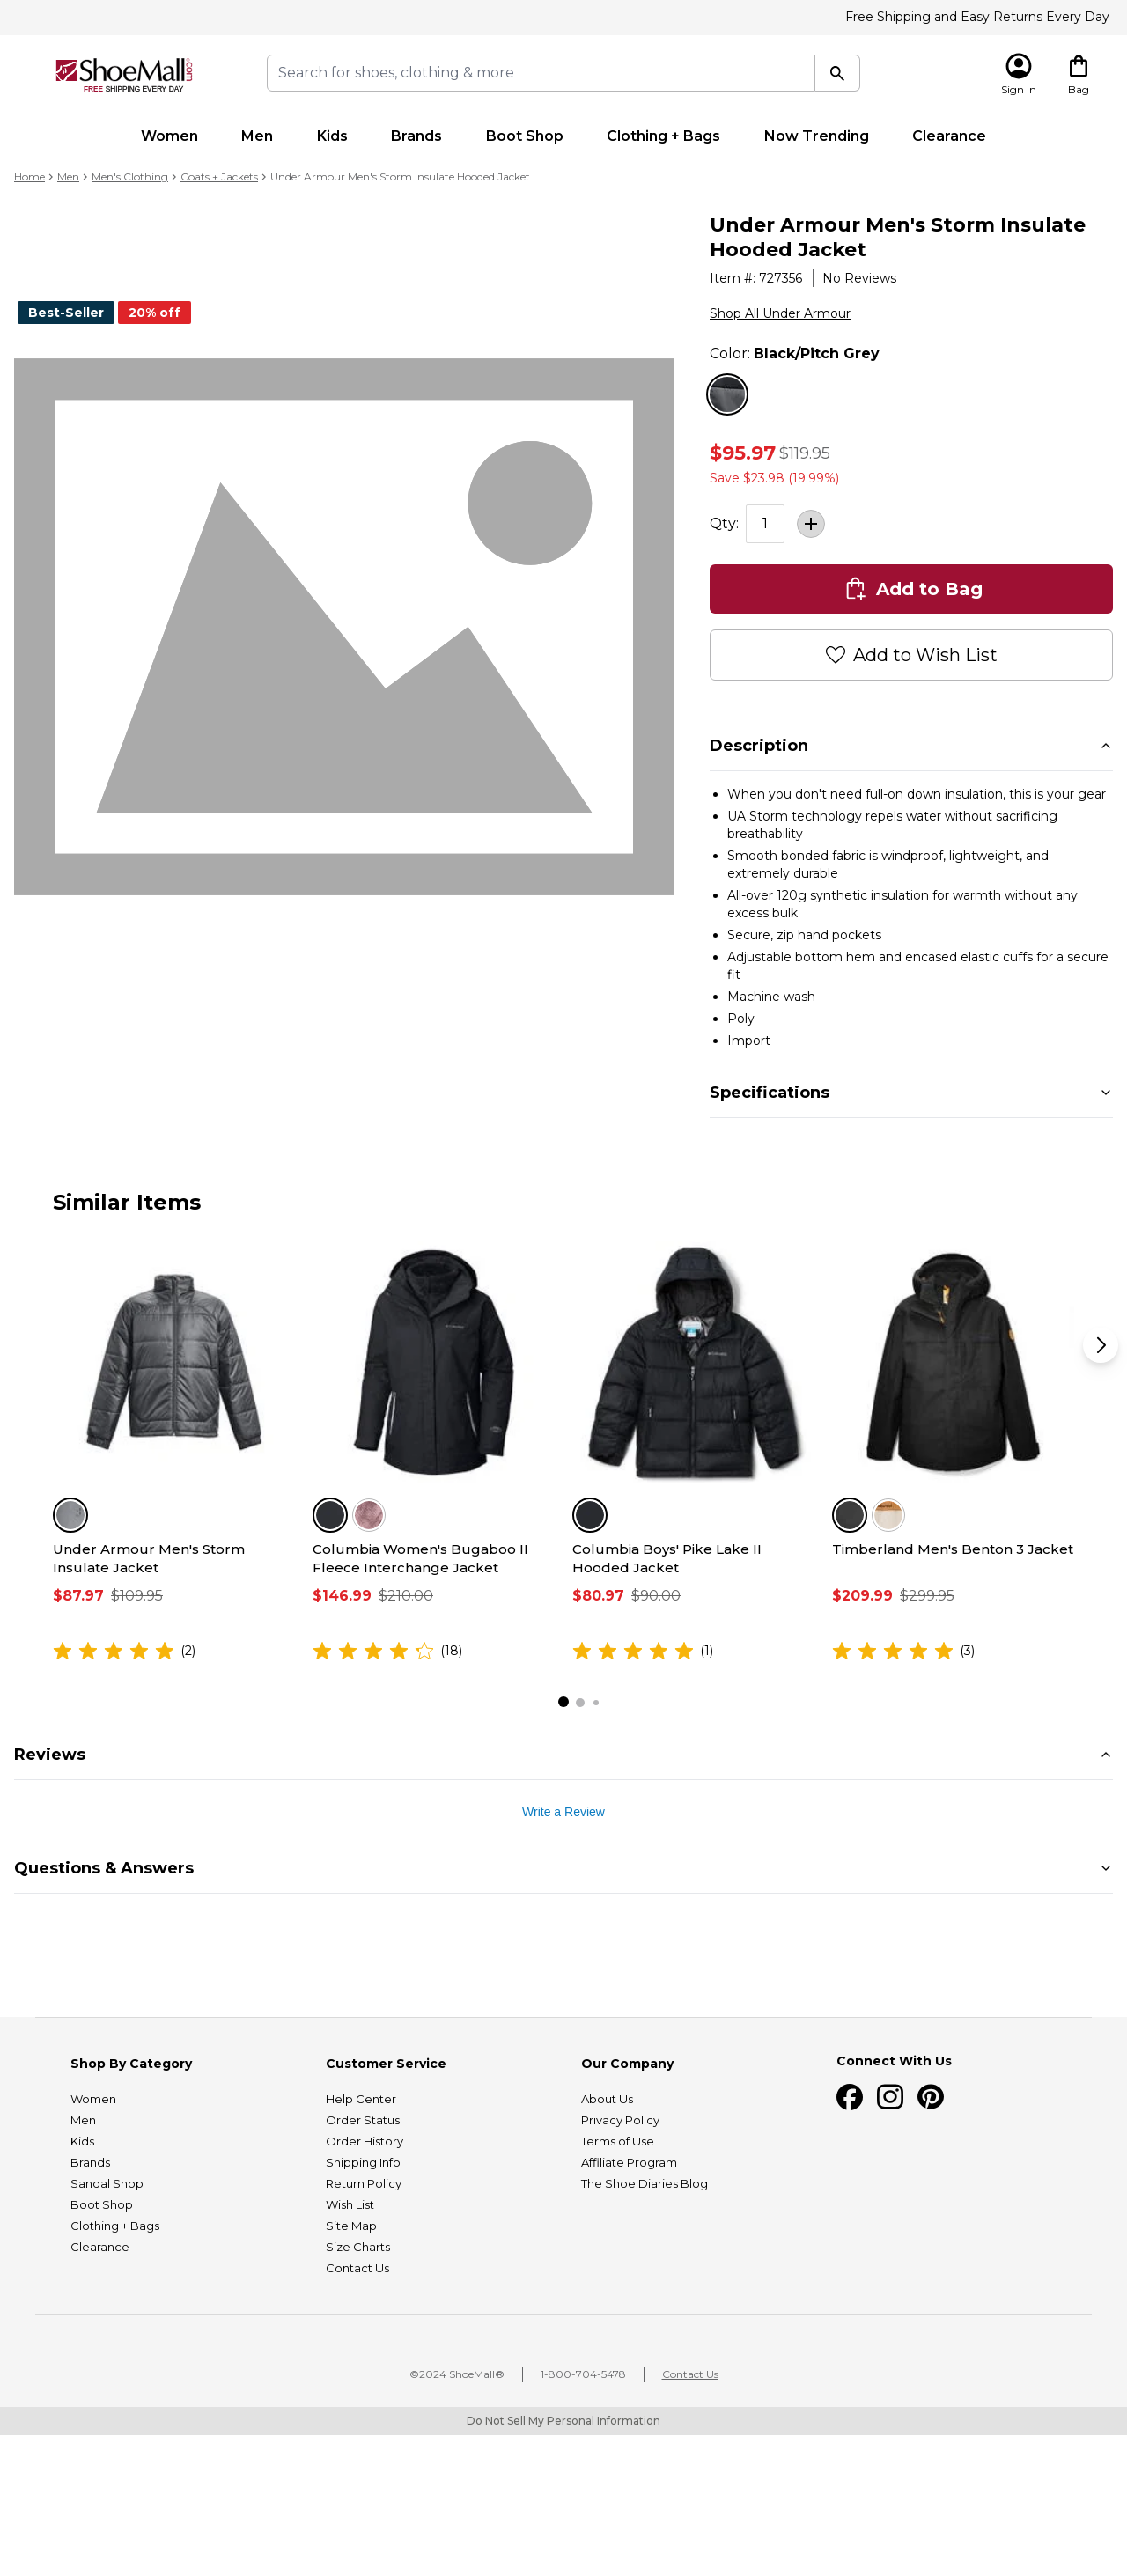 Free Shipping and Easy Returns Every Day
ShoeMall.com
FREE SHIPPING EVERY DAY
Search for shoes, clothing & more
Sign In
Bag
Women Men Kids Brands Boot Shop Clothing + Bags Now Trending Clearance
Home > Men > Men's Clothing > Coats + Jackets > Under Armour Men's Storm Insulate Hooded Jacket
Best-Seller 20% off
Under Armour Men's Storm Insulate
Hooded Jacket
Item #: 727356 No Reviews
Shop All Under Armour
Color: Black/Pitch Grey
$95.97 $119.95
Save $23.98 (19.99%)
Qty: 1
Add to Bag
Add to Wish List
Description
When you don't need full-on down insulation, this is your gear
UA Storm technology repels water without sacrificing
breathability
Smooth bonded fabric is windproof, lightweight, and
extremely durable
All-over 120g synthetic insulation for warmth without any
excess bulk
Secure, zip hand pockets
Adjustable bottom hem and encased elastic cuffs for a secure
fit
Machine wash
Poly
Import
Specifications
Similar Items
Under Armour Men's Storm
Insulate Jacket
$87.97 $109.95
(2)
Columbia Women's Bugaboo II
Fleece Interchange Jacket
$146.99 $210.00
(18)
Columbia Boys' Pike Lake II
Hooded Jacket
$80.97 $90.00
(1)
Timberland Men's Benton 3 Jacket
$209.99 $299.95
(3)
Reviews
Write a Review
Questions & Answers
Shop By Category
Women
Men
Kids
Brands
Sandal Shop
Boot Shop
Clothing + Bags
Clearance
Customer Service
Help Center
Order Status
Order History
Shipping Info
Return Policy
Wish List
Site Map
Size Charts
Contact Us
Our Company
About Us
Privacy Policy
Terms of Use
Affiliate Program
The Shoe Diaries Blog
Connect With Us
©2024 ShoeMall® 1-800-704-5478 Contact Us
Do Not Sell My Personal Information